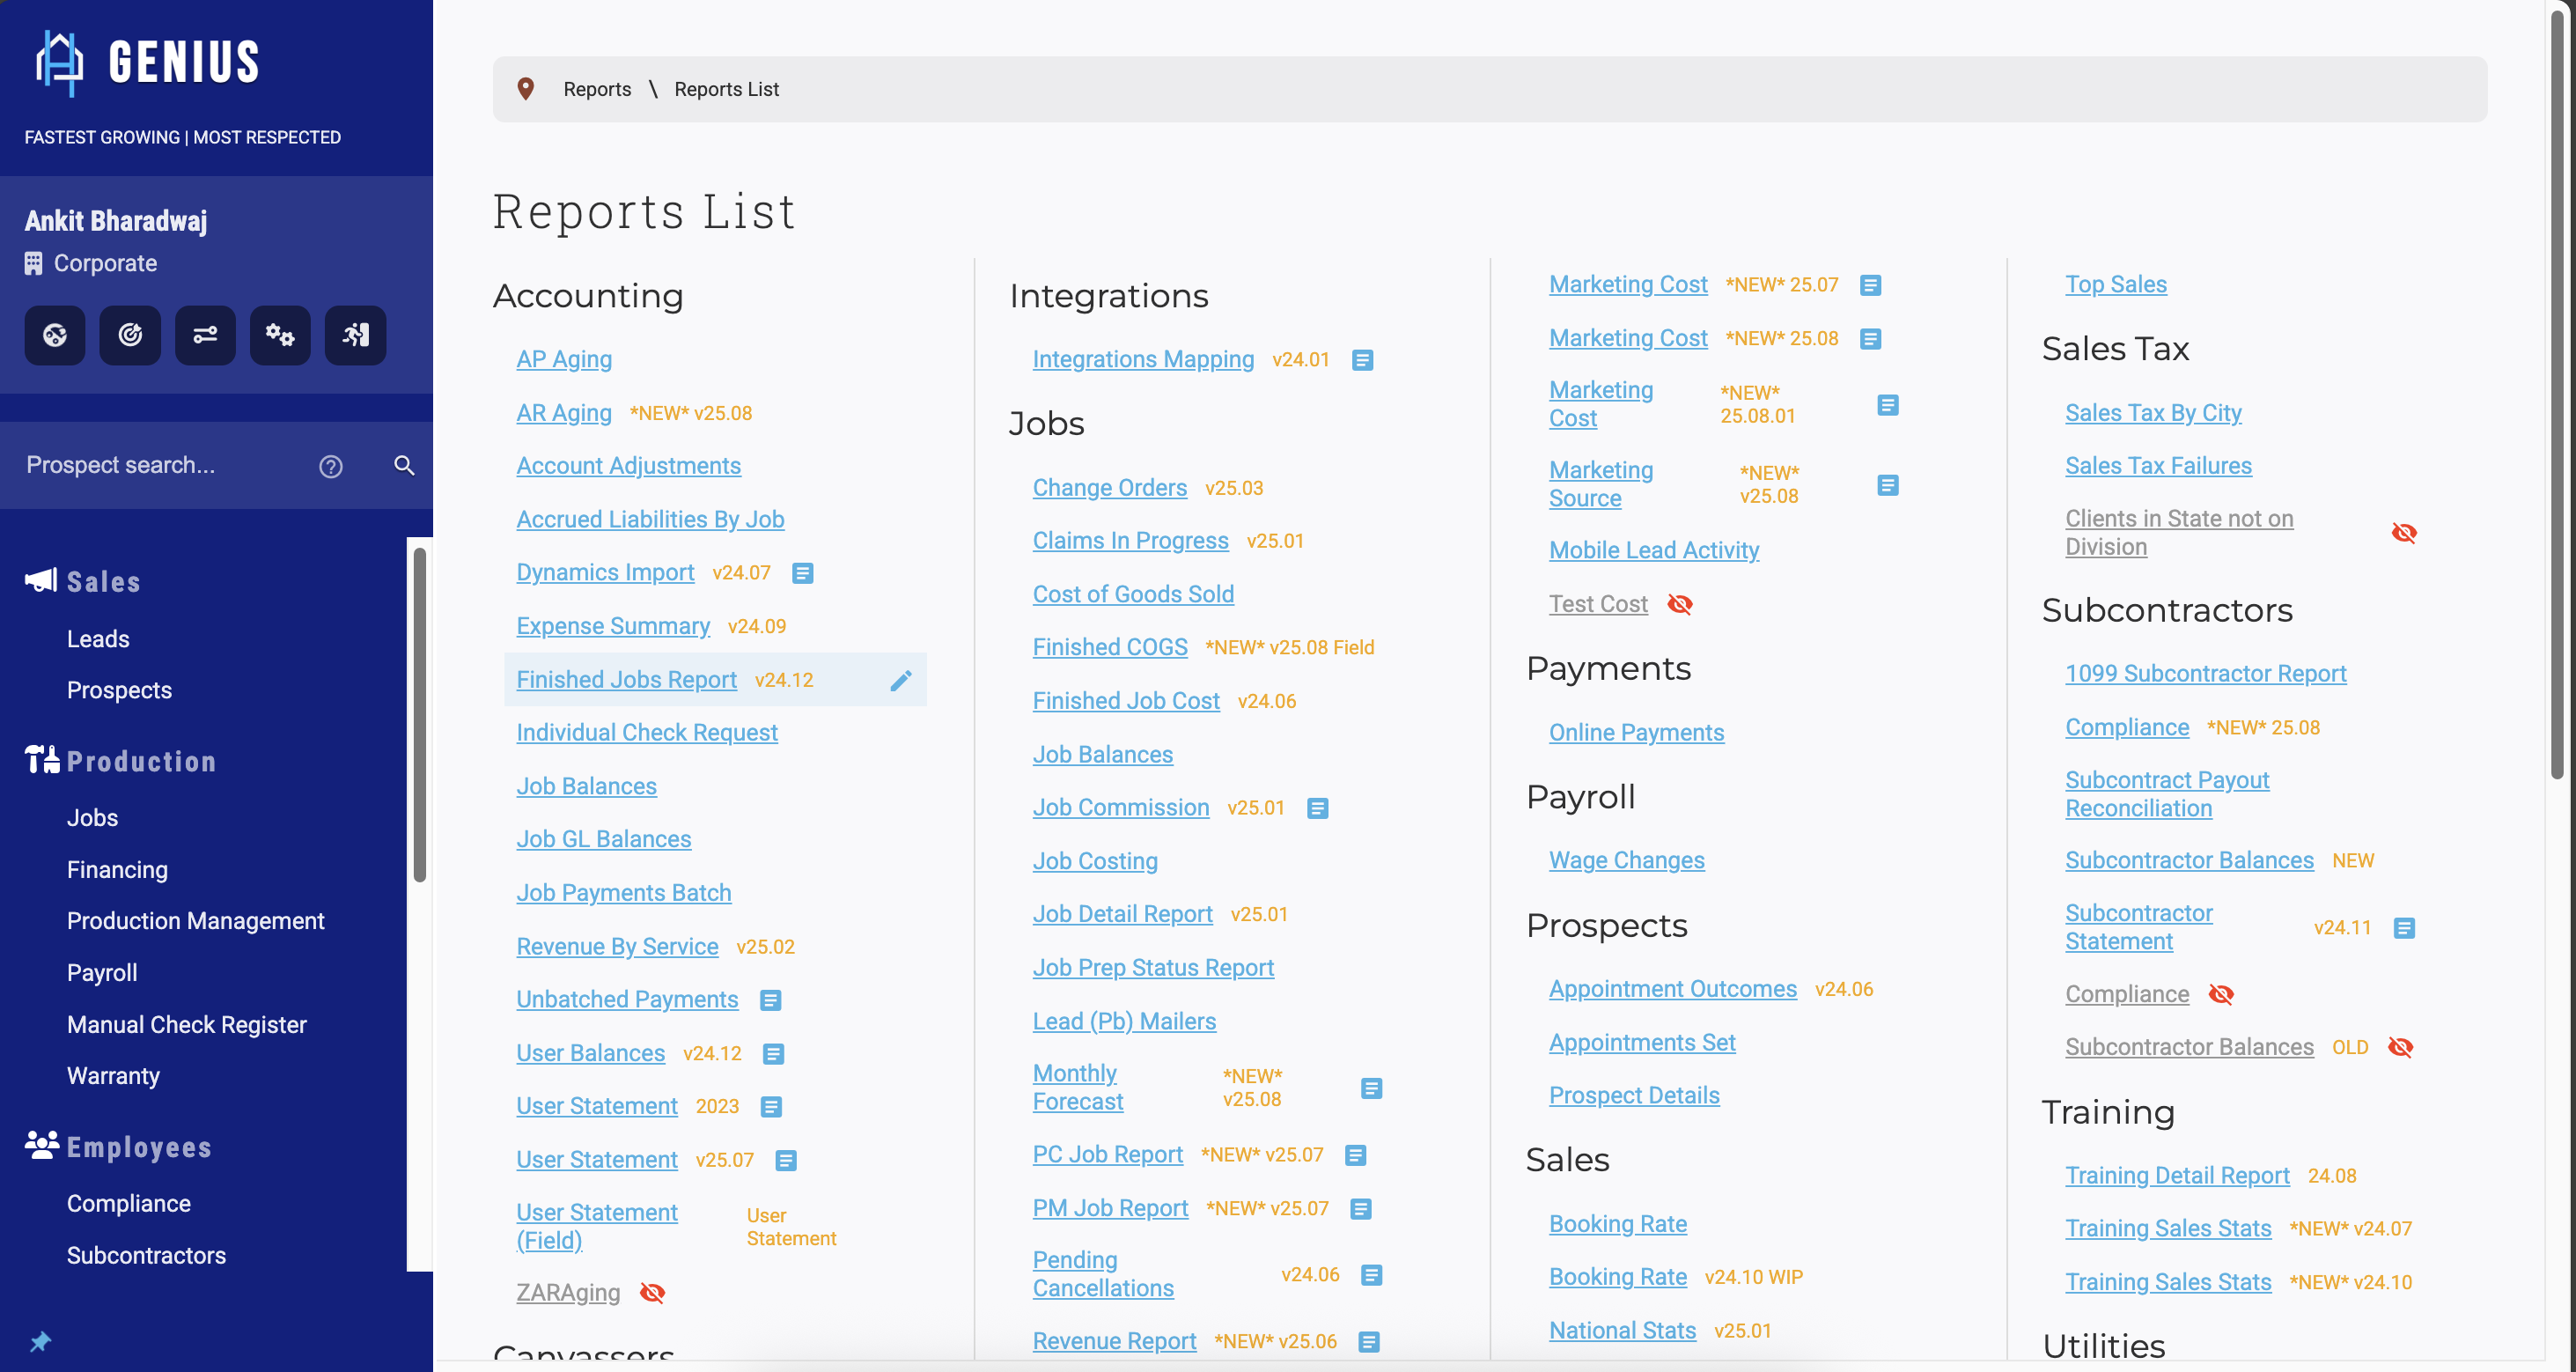 GENIUS
FASTEST GROWING | MOST RESPECTED
Ankit Bharadwaj
Corporate
Prospect search...
Sales
Leads
Prospects
Production
Jobs
Financing
Production Management
Payroll
Manual Check Register
Warranty
Employees
Compliance
Subcontractors
Reports \ Reports List
Reports List
Accounting
AP Aging
AR Aging *NEW* v25.08
Account Adjustments
Accrued Liabilities By Job
Dynamics Import v24.07
Expense Summary v24.09
Finished Jobs Report v24.12
Individual Check Request
Job Balances
Job GL Balances
Job Payments Batch
Revenue By Service v25.02
Unbatched Payments
User Balances v24.12
User Statement 2023
User Statement v25.07
User Statement
(Field)
User
Statement
ZARAging
Canvassers
Integrations
Integrations Mapping v24.01
Jobs
Change Orders v25.03
Claims In Progress v25.01
Cost of Goods Sold
Finished COGS *NEW* v25.08 Field
Finished Job Cost v24.06
Job Balances
Job Commission v25.01
Job Costing
Job Detail Report v25.01
Job Prep Status Report
Lead (Pb) Mailers
Monthly
Forecast
*NEW*
v25.08
PC Job Report *NEW* v25.07
PM Job Report *NEW* v25.07
Pending
Cancellations
v24.06
Revenue Report *NEW* v25.06
Marketing Cost *NEW* 25.07
Marketing Cost *NEW* 25.08
Marketing
Cost
*NEW*
25.08.01
Marketing
Source
*NEW*
v25.08
Mobile Lead Activity
Test Cost
Payments
Online Payments
Payroll
Wage Changes
Prospects
Appointment Outcomes v24.06
Appointments Set
Prospect Details
Sales
Booking Rate
Booking Rate v24.10 WIP
National Stats v25.01
Top Sales
Sales Tax
Sales Tax By City
Sales Tax Failures
Clients in State not on
Division
Subcontractors
1099 Subcontractor Report
Compliance *NEW* 25.08
Subcontract Payout
Reconciliation
Subcontractor Balances NEW
Subcontractor
Statement
v24.11
Compliance
Subcontractor Balances OLD
Training
Training Detail Report 24.08
Training Sales Stats *NEW* v24.07
Training Sales Stats *NEW* v24.10
Utilities